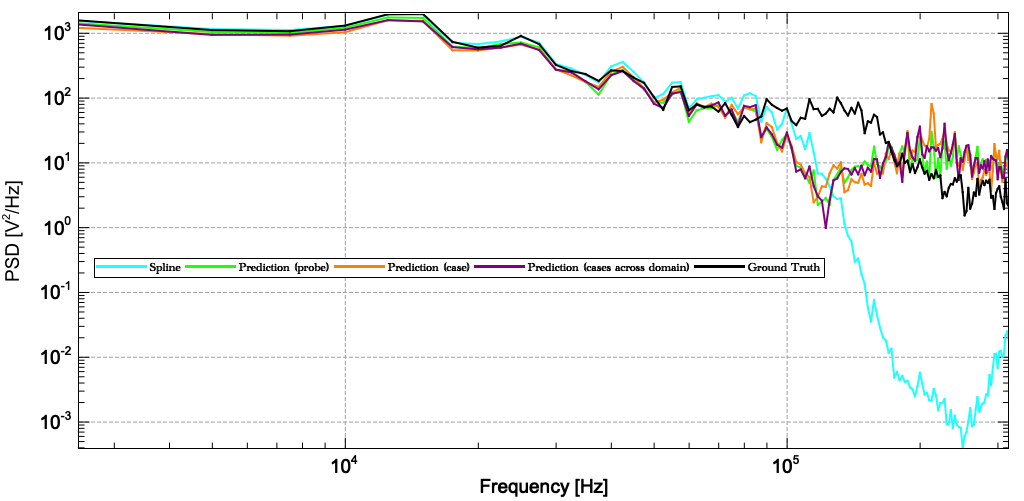 PSD [V²/Hz]
10³
10²
10¹
10⁰
10⁻¹
10⁻²
10⁻³
Spline Prediction (probe) Prediction (case) Prediction (cases across domain) Ground Truth
10⁴ 10⁵
Frequency [Hz]